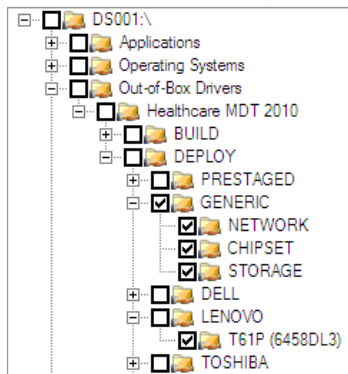 DS001:\
Applications
Operating Systems
Out-of-Box Drivers
Healthcare MDT 2010
BUILD
DEPLOY
PRESTAGED
GENERIC
NETWORK
CHIPSET
STORAGE
DELL
LENOVO
T61P (6458DL3)
TOSHIBA